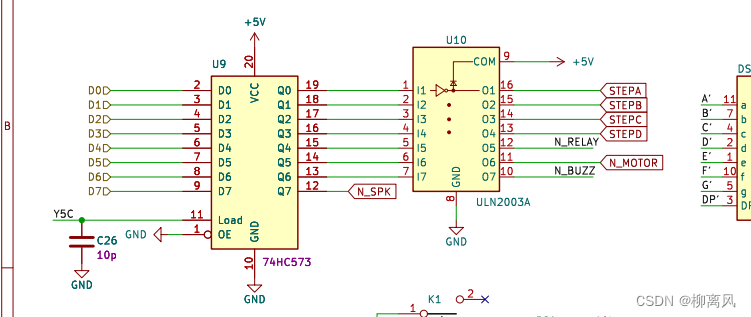 +5V
U9
20
VCC
D0 2 D0 Q0 19
D1 3 D1 Q1 18
D2 4 D2 Q2 17
D3 5 D3 Q3 16
D4 6 D4 Q4 15
D5 7 D5 Q5 14
D6 8 D6 Q6 13
D7 9 D7 Q7 12 N_SPK
Y5C 11 Load
GND 1 OE
GND
10
74HC573
GND
C26
10p
GND
U10
COM 9 +5V
1 I1 O1 16 STEPA
2 I2 O2 15 STEPB
3 I3 O3 14 STEPC
4 I4 O4 13 STEPD
5 I5 O5 12 N_RELAY
6 I6 O6 11 N_MOTOR
7 I7 O7 10 N_BUZZ
GND
8
ULN2003A
GND
B
DS
A' 11 a
B' 7 b
C' 4 c
D' 2 d
E' 1 e
F' 10 f
G' 5 g
DP' 3 DP
K1
2
1
CSDN @柳离风